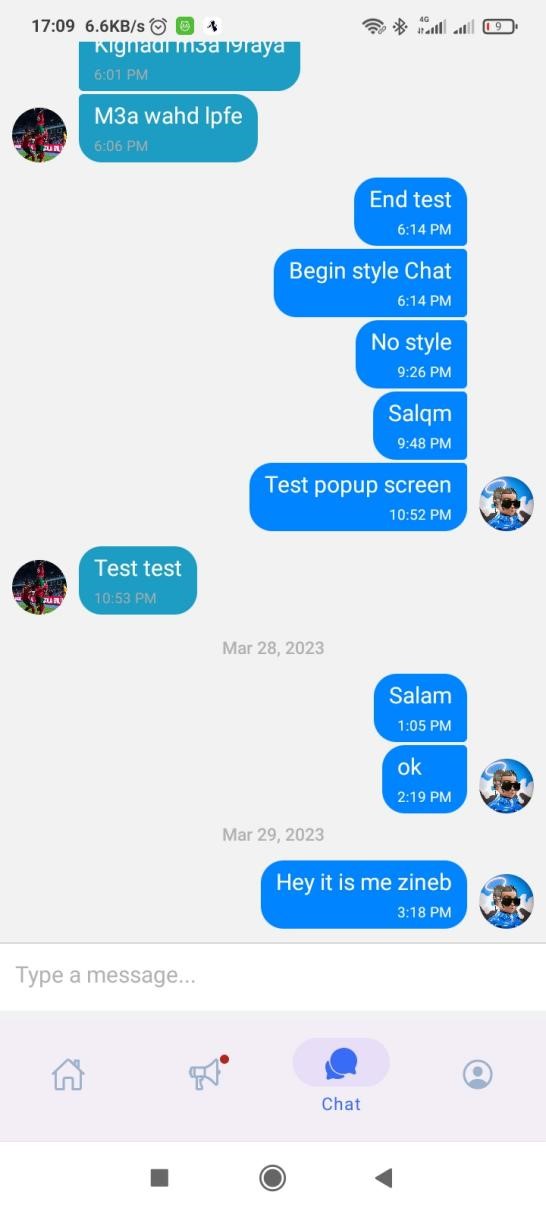 17:09 6.6KB/s 4G 9
Kighadi m3a l9raya
6:01 PM
M3a wahd lpfe
6:06 PM
End test
6:14 PM
Begin style Chat
6:14 PM
No style
9:26 PM
Salqm
9:48 PM
Test popup screen
10:52 PM
Test test
10:53 PM
Mar 28, 2023
Salam
1:05 PM
ok
2:19 PM
Mar 29, 2023
Hey it is me zineb
3:18 PM
Type a message...
Chat